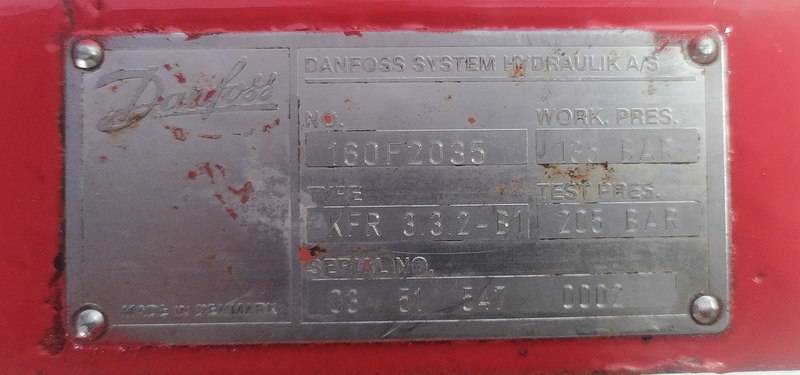 Danfoss
DANFOSS SYSTEM HYDRAULIK A/S
NO. WORK. PRES.
160F2035 BAR
TYPE TEST PRES.
KFR 3.3.2-B1 205 BAR
SERIAL NO.
03 51 547 0002
MADE IN DENMARK